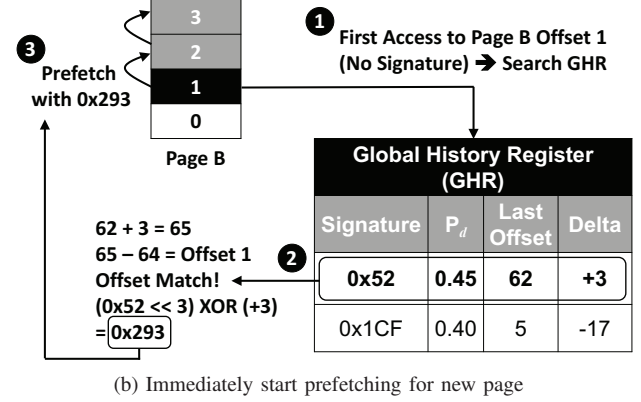 3
2
1
0
Page B
3
Prefetch
with 0x293
1
First Access to Page B Offset 1
(No Signature) ➔ Search GHR
Global History Register
(GHR)
Signature P_d Last Offset Delta
0x52 0.45 62 +3
0x1CF 0.40 5 -17
2
62 + 3 = 65
65 – 64 = Offset 1
Offset Match!
(0x52 << 3) XOR (+3)
= 0x293
(b) Immediately start prefetching for new page